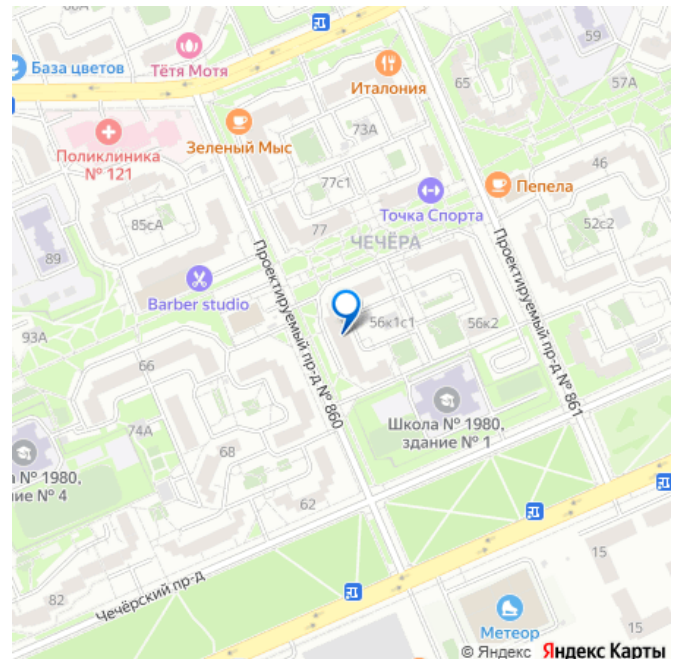 59
База цветов
Тётя Мотя
Италония
65
57А
73А
Поликлиника
№ 121
Зеленый Мыс
77с1
46
Пепела
Точка Спорта
85сА
77
52с2
ЧЕЧЁРА
89
Проектируемый пр-д № 860
Проектируемый пр-д № 861
Barber studio
56к1с1
56к2
93А
66
74А
Школа № 1980,
здание № 1
а № 1980,
ие № 4
68
62
15
Чечёрский пр-д
82
15
Метеор
© Яндекс Яндекс Карты